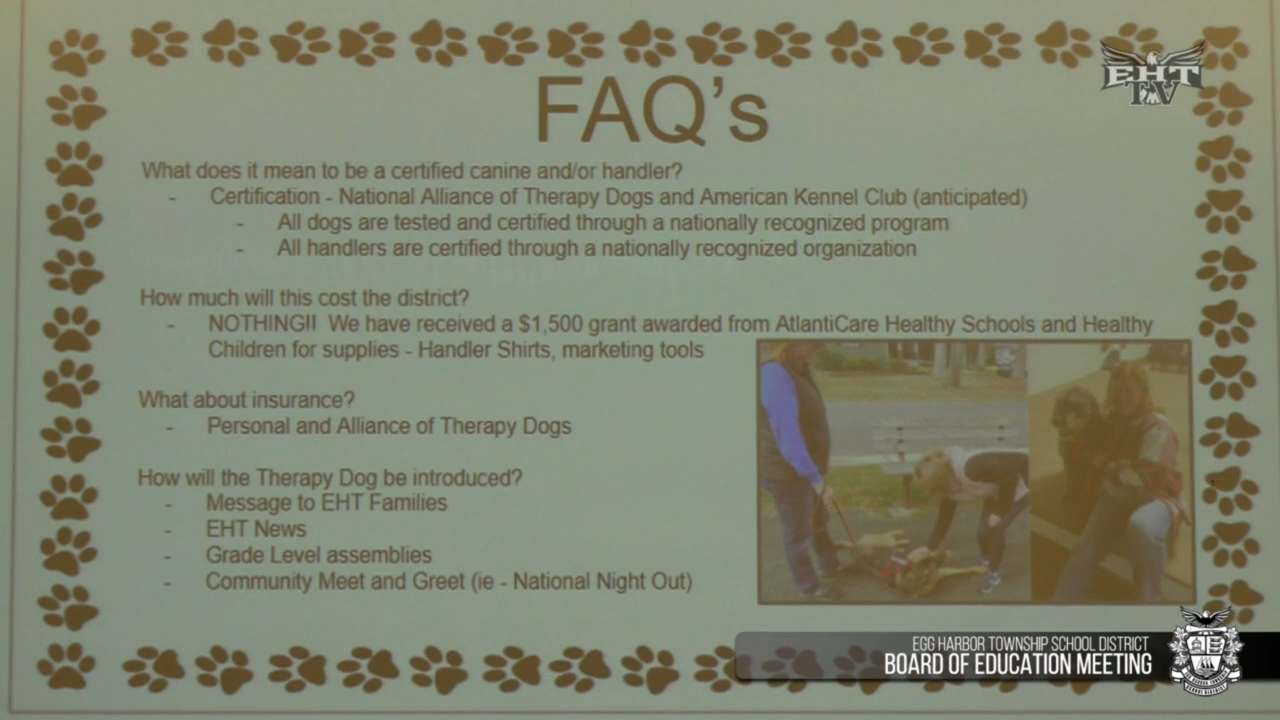 EHT
TV
FAQ's
What does it mean to be a certified canine and/or handler?
- Certification - National Alliance of Therapy Dogs and American Kennel Club (anticipated)
- All dogs are tested and certified through a nationally recognized program
- All handlers are certified through a nationally recognized organization
How much will this cost the district?
- NOTHING!! We have received a $1,500 grant awarded from AtlantiCare Healthy Schools and Healthy
Children for supplies - Handler Shirts, marketing tools
What about insurance?
- Personal and Alliance of Therapy Dogs
How will the Therapy Dog be introduced?
- Message to EHT Families
- EHT News
- Grade Level assemblies
- Community Meet and Greet (ie - National Night Out)
EGG HARBOR TOWNSHIP SCHOOL DISTRICT
BOARD OF EDUCATION MEETING